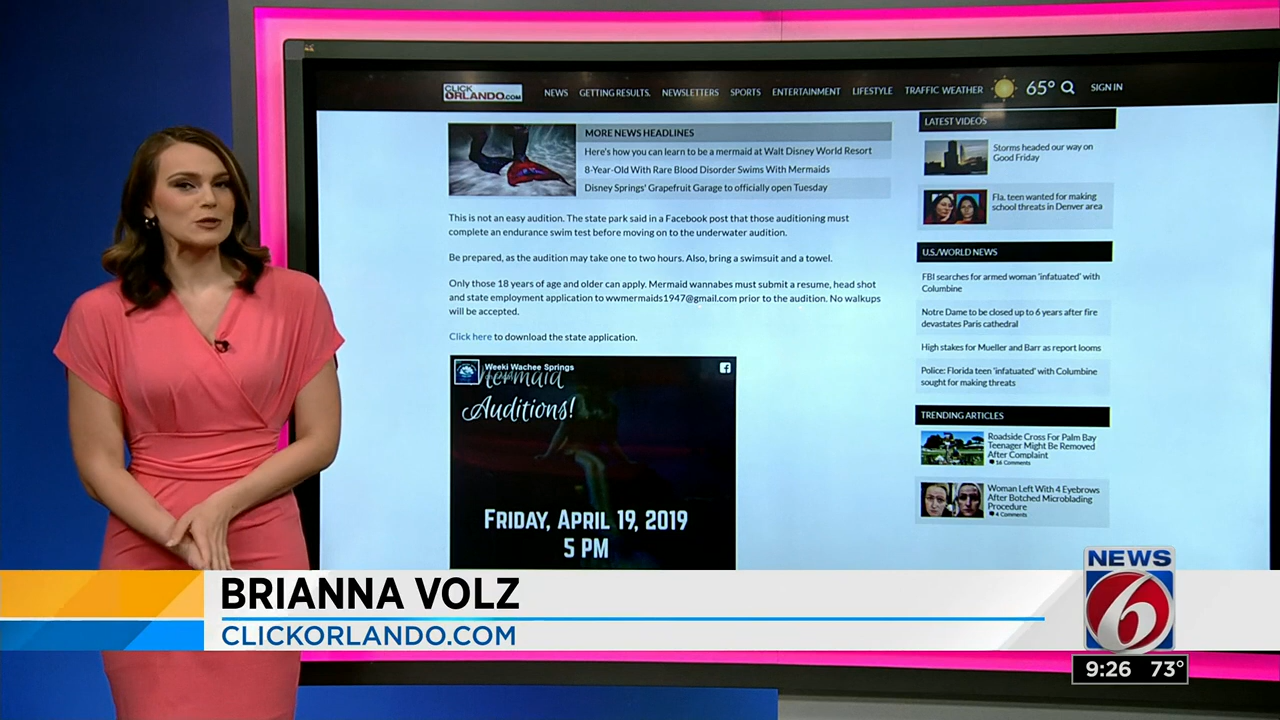 CLICK
ORLANDO.COM
NEWS GETTING RESULTS. NEWSLETTERS SPORTS ENTERTAINMENT LIFESTYLE TRAFFIC WEATHER 65° SIGN IN
MORE NEWS HEADLINES
Here's how you can learn to be a mermaid at Walt Disney World Resort
8-Year-Old With Rare Blood Disorder Swims With Mermaids
Disney Springs' Grapefruit Garage to officially open Tuesday
This is not an easy audition. The state park said in a Facebook post that those auditioning must
complete an endurance swim test before moving on to the underwater audition.
Be prepared, as the audition may take one to two hours. Also, bring a swimsuit and a towel.
Only those 18 years of age and older can apply. Mermaid wannabes must submit a resume, head shot
and state employment application to wwmermaids1947@gmail.com prior to the audition. No walkups
will be accepted.
Click here to download the state application.
Weeki Wachee Springs
Mermaid
Auditions!
FRIDAY, APRIL 19, 2019
5 PM
LATEST VIDEOS
Storms headed our way on
Good Friday
Fla. teen wanted for making
school threats in Denver area
U.S./WORLD NEWS
FBI searches for armed woman 'infatuated' with
Columbine
Notre Dame to be closed up to 6 years after fire
devastates Paris cathedral
High stakes for Mueller and Barr as report looms
Police: Florida teen 'infatuated' with Columbine
sought for making threats
TRENDING ARTICLES
Roadside Cross For Palm Bay
Teenager Might Be Removed
After Complaint
16 Comments
Woman Left With 4 Eyebrows
After Botched Microblading
Procedure
4 Comments
BRIANNA VOLZ
CLICKORLANDO.COM
NEWS
6
9:26 73°